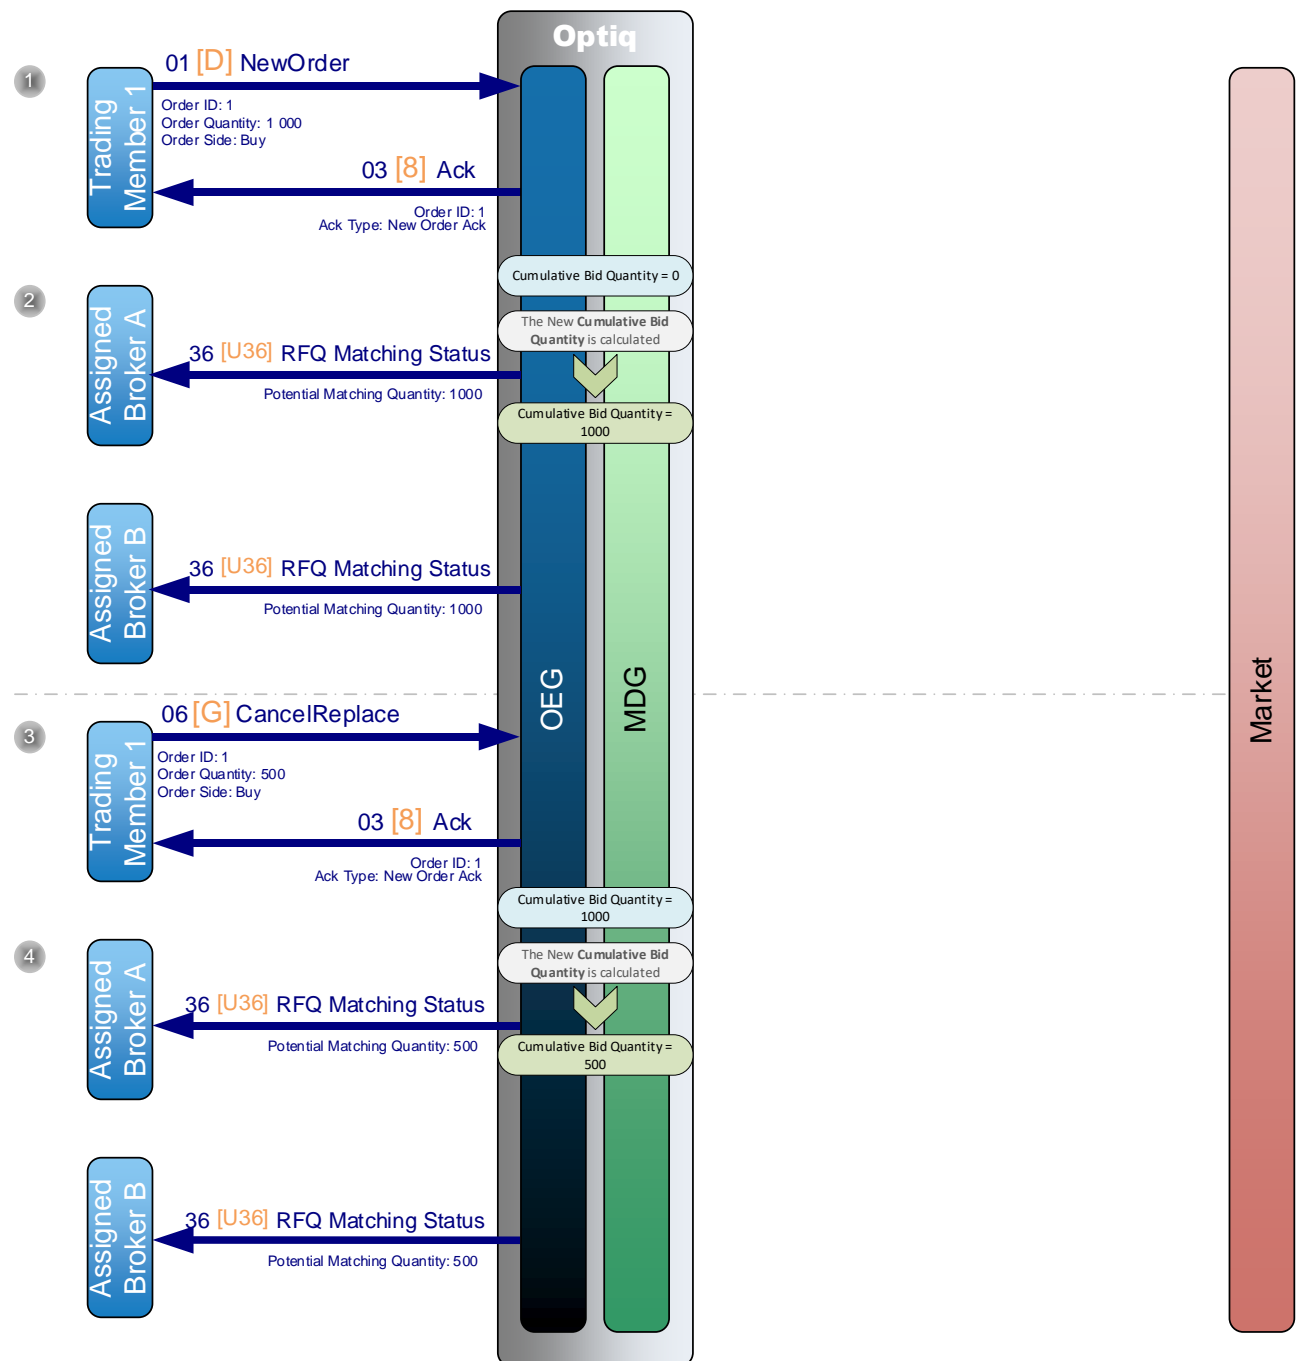 Optiq
1
Trading
Member 1
01 [D] NewOrder
Order ID: 1
Order Quantity: 1 000
Order Side: Buy
03 [8] Ack
Order ID: 1
Ack Type: New Order Ack
Cumulative Bid Quantity = 0
2
Assigned
Broker A
The New Cumulative Bid
Quantity is calculated
36 [U36] RFQ Matching Status
Potential Matching Quantity: 1000
Cumulative Bid Quantity =
1000
Assigned
Broker B
36 [U36] RFQ Matching Status
Potential Matching Quantity: 1000
OEG
MDG
Market
3
Trading
Member 1
06 [G] CancelReplace
Order ID: 1
Order Quantity: 500
Order Side: Buy
03 [8] Ack
Order ID: 1
Ack Type: New Order Ack
Cumulative Bid Quantity =
1000
4
Assigned
Broker A
The New Cumulative Bid
Quantity is calculated
36 [U36] RFQ Matching Status
Potential Matching Quantity: 500
Cumulative Bid Quantity =
500
Assigned
Broker B
36 [U36] RFQ Matching Status
Potential Matching Quantity: 500